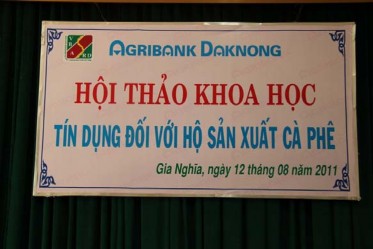 AGRIBANK DAKNONG
HỘI THẢO KHOA HỌC
TÍN DỤNG ĐỐI VỚI HỘ SẢN XUẤT CÀ PHÊ
Gia Nghĩa, ngày 12 tháng 08 năm 2011